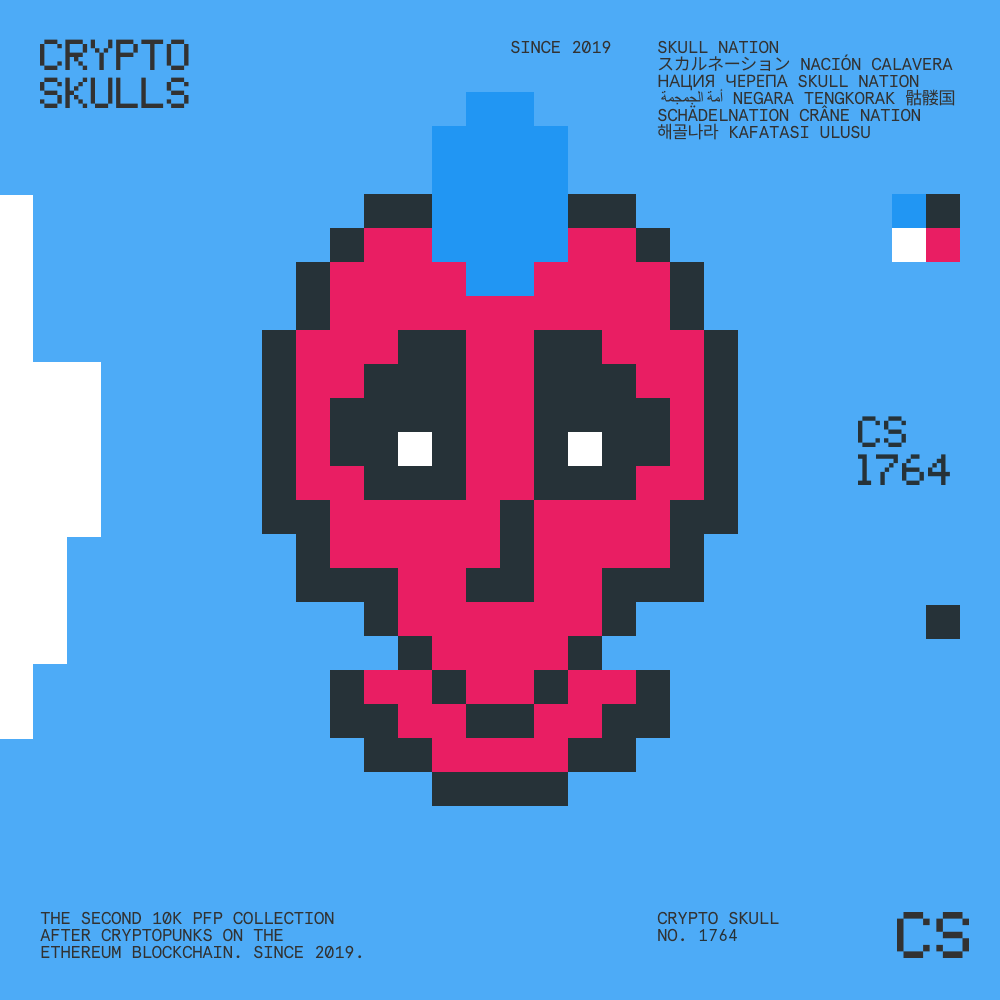 CRYPTO
SKULLS
SINCE 2019
SKULL NATION
スカルネーション NACIÓN CALAVERA
НАЦИЯ ЧЕРЕПА SKULL NATION
أمة الجمجمة NEGARA TENGKORAK 骷髅国
SCHÄDELNATION CRÂNE NATION
해골나라 KAFATASI ULUSU
CS
1764
THE SECOND 10K PFP COLLECTION
AFTER CRYPTOPUNKS ON THE
ETHEREUM BLOCKCHAIN. SINCE 2019.
CRYPTO SKULL
NO. 1764
CS